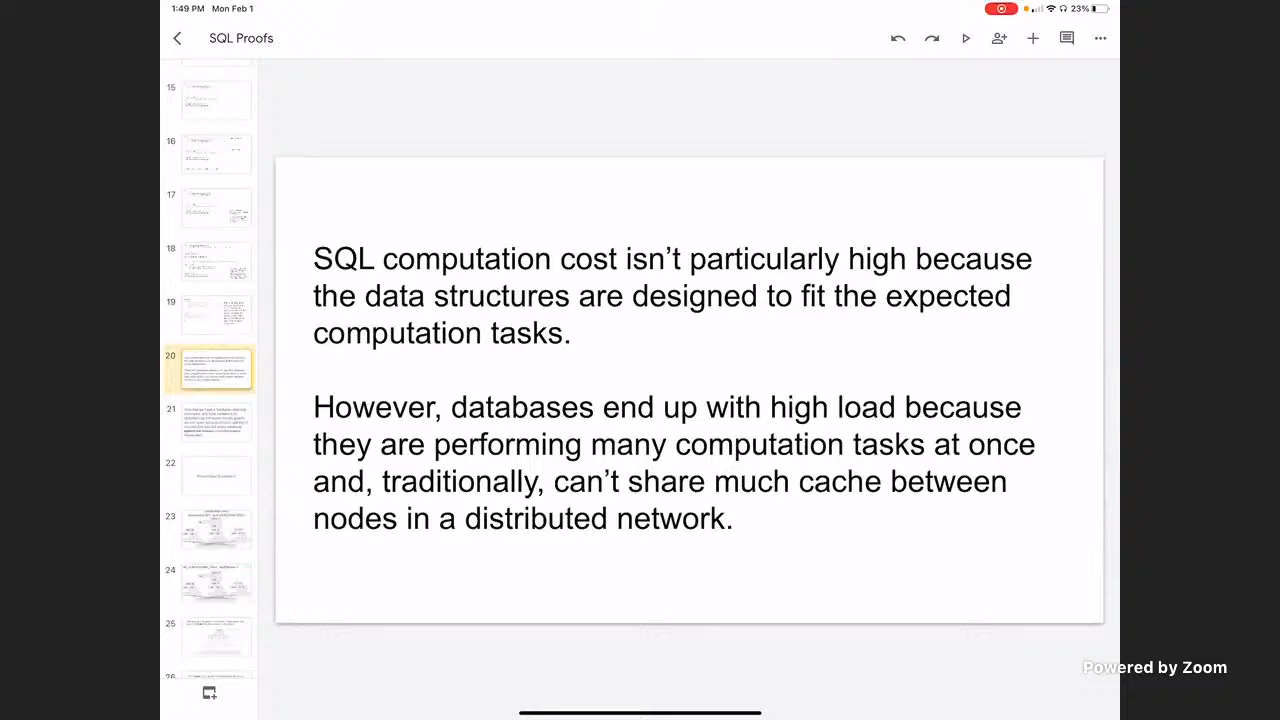 1:49 PM Mon Feb 1
23%
SQL Proofs
15
16
17
18
19
20
21
22
23
24
25
26
SQL computation cost isn’t particularly high because
the data structures are designed to fit the expected
computation tasks.
However, databases end up with high load because
they are performing many computation tasks at once
and, traditionally, can’t share much cache between
nodes in a distributed network.
Powered by Zoom